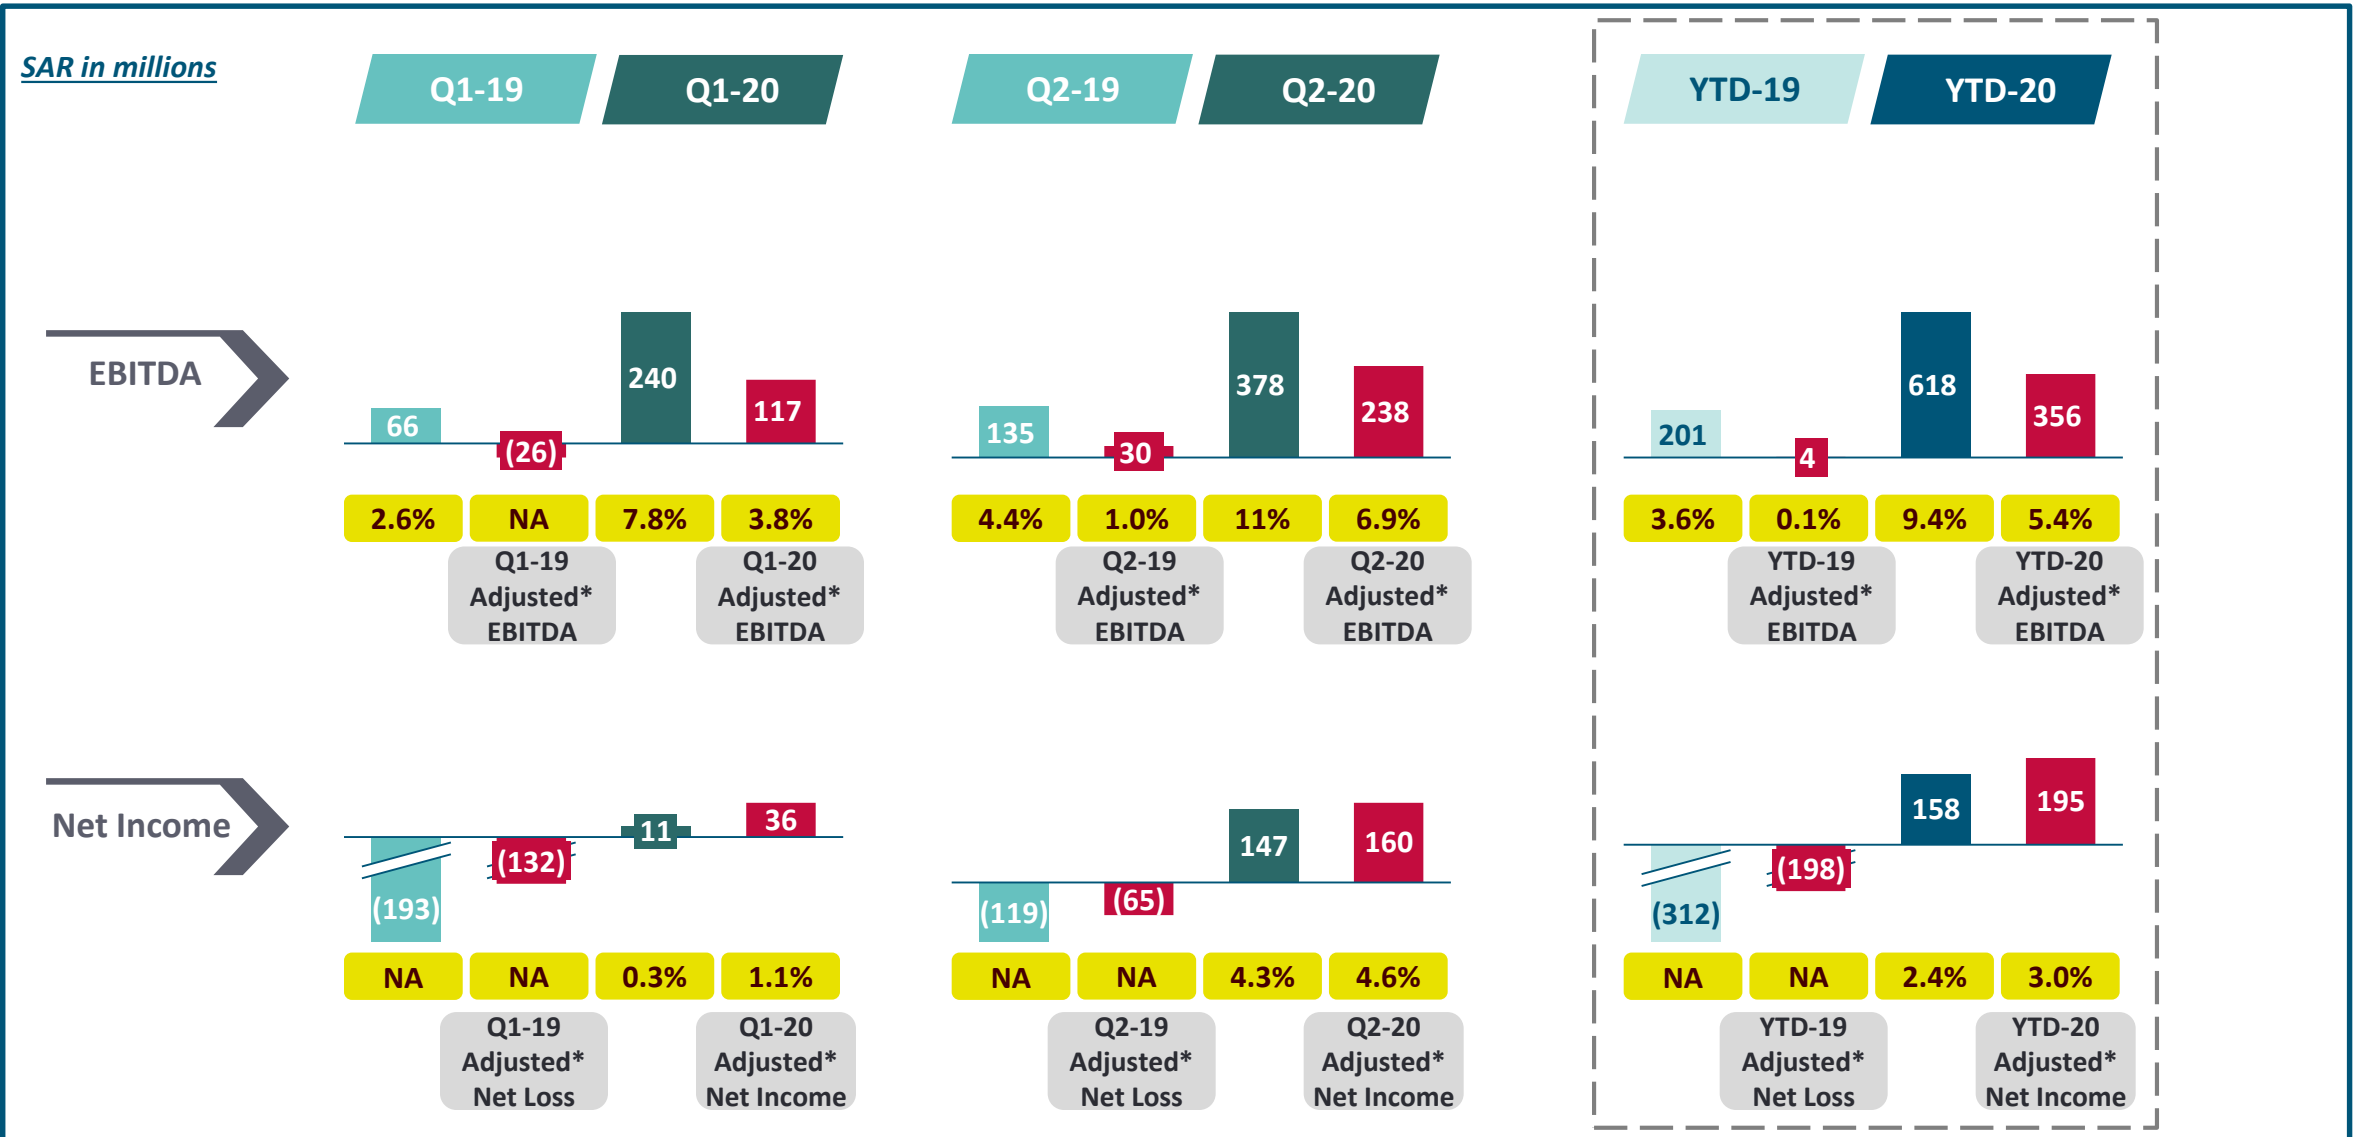 SAR in millions
Q1-19
Q1-20
Q2-19
Q2-20
YTD-19
YTD-20
EBITDA
66
(26)
240
117
135
30
378
238
201
4
618
356
2.6%
NA
7.8%
3.8%
4.4%
1.0%
11%
6.9%
3.6%
0.1%
9.4%
5.4%
Q1-19
Adjusted*
EBITDA
Q1-20
Adjusted*
EBITDA
Q2-19
Adjusted*
EBITDA
Q2-20
Adjusted*
EBITDA
YTD-19
Adjusted*
EBITDA
YTD-20
Adjusted*
EBITDA
Net Income
(193)
(132)
11
36
(119)
(65)
147
160
(312)
(198)
158
195
NA
NA
0.3%
1.1%
NA
NA
4.3%
4.6%
NA
NA
2.4%
3.0%
Q1-19
Adjusted*
Net Loss
Q1-20
Adjusted*
Net Income
Q2-19
Adjusted*
Net Loss
Q2-20
Adjusted*
Net Income
YTD-19
Adjusted*
Net Loss
YTD-20
Adjusted*
Net Income